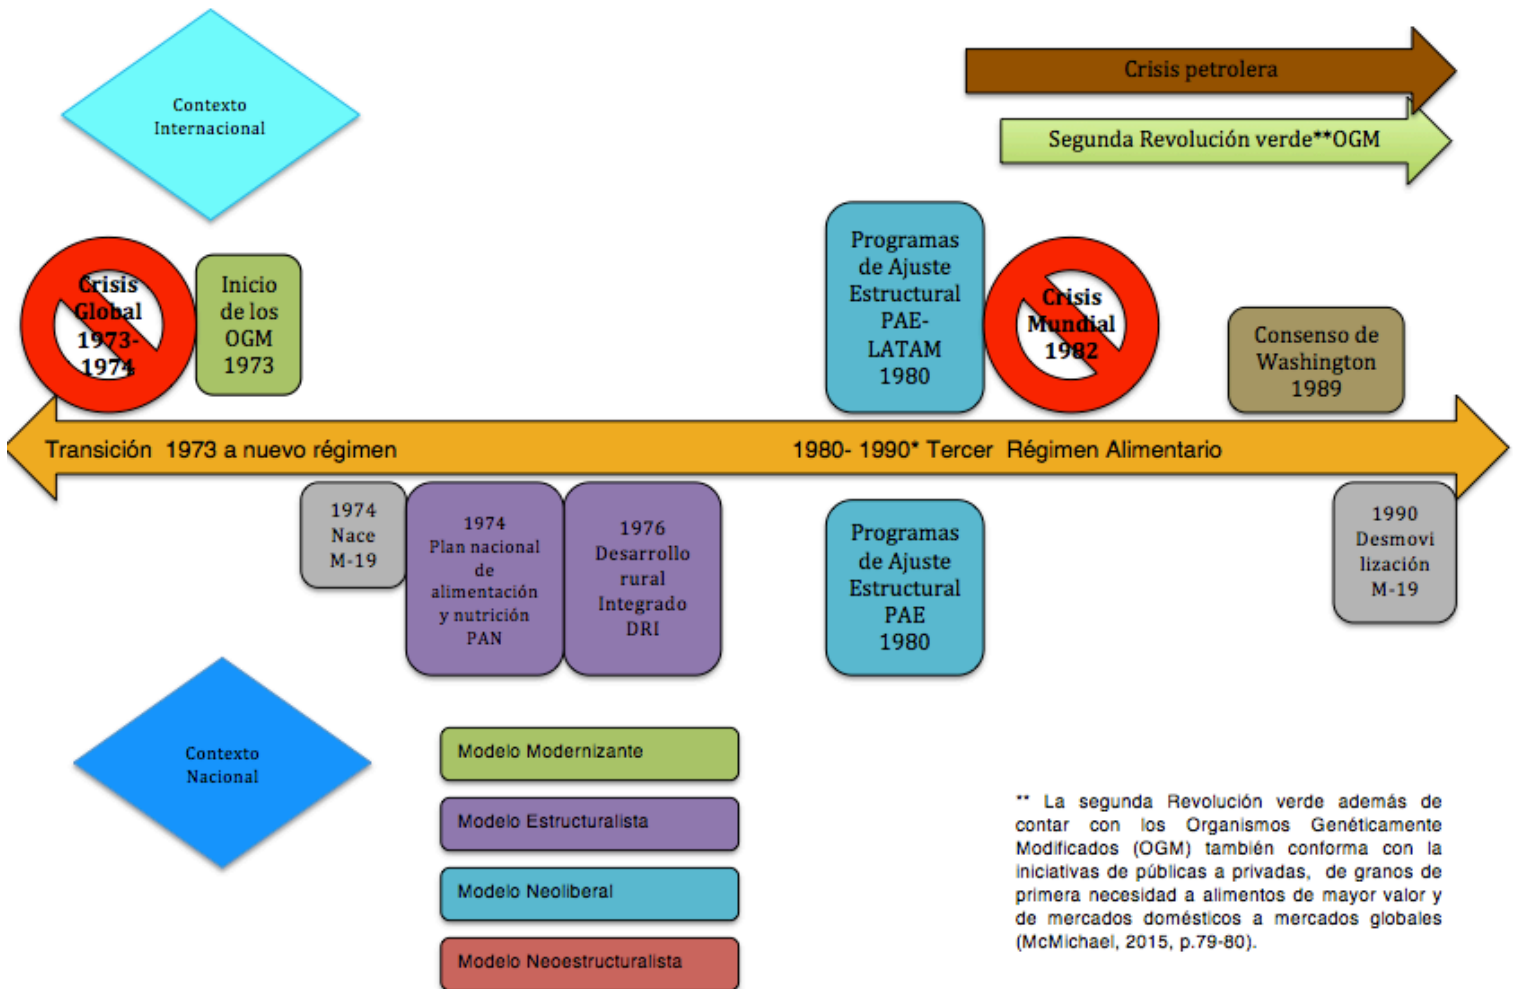 Contexto
Internacional
Crisis petrolera
Segunda Revolución verde**OGM
Crisis
Global
1973-
1974
Inicio
de los
OGM
1973
Programas
de Ajuste
Estructural
PAE-
LATAM
1980
Crisis
Mundial
1982
Consenso de
Washington
1989
Transición 1973 a nuevo régimen
1980- 1990* Tercer Régimen Alimentario
1974
Nace
M-19
1974
Plan nacional
de
alimentación
y nutrición
PAN
1976
Desarrollo
rural
Integrado
DRI
Programas
de Ajuste
Estructural
PAE
1980
1990
Desmovi
lización
M-19
Contexto
Nacional
Modelo Modernizante
Modelo Estructuralista
Modelo Neoliberal
Modelo Neoestructuralista
** La segunda Revolución verde además de
contar con los Organismos Genéticamente
Modificados (OGM) también conforma con la
iniciativas de públicas a privadas, de granos de
primera necesidad a alimentos de mayor valor y
de mercados domésticos a mercados globales
(McMichael, 2015, p.79-80).